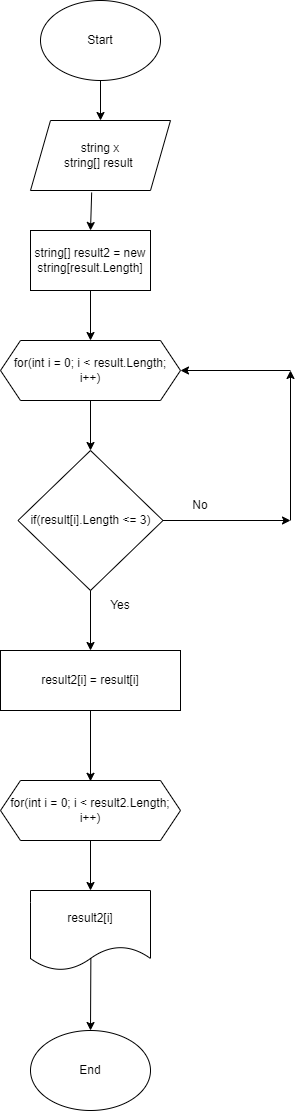 Start
string x
string[] result
string[] result2 = new
string[result.Length]
for(int i = 0; i < result.Length;
i++)
if(result[i].Length <= 3)
No
Yes
result2[i] = result[i]
for(int i = 0; i < result2.Length;
i++)
result2[i]
End